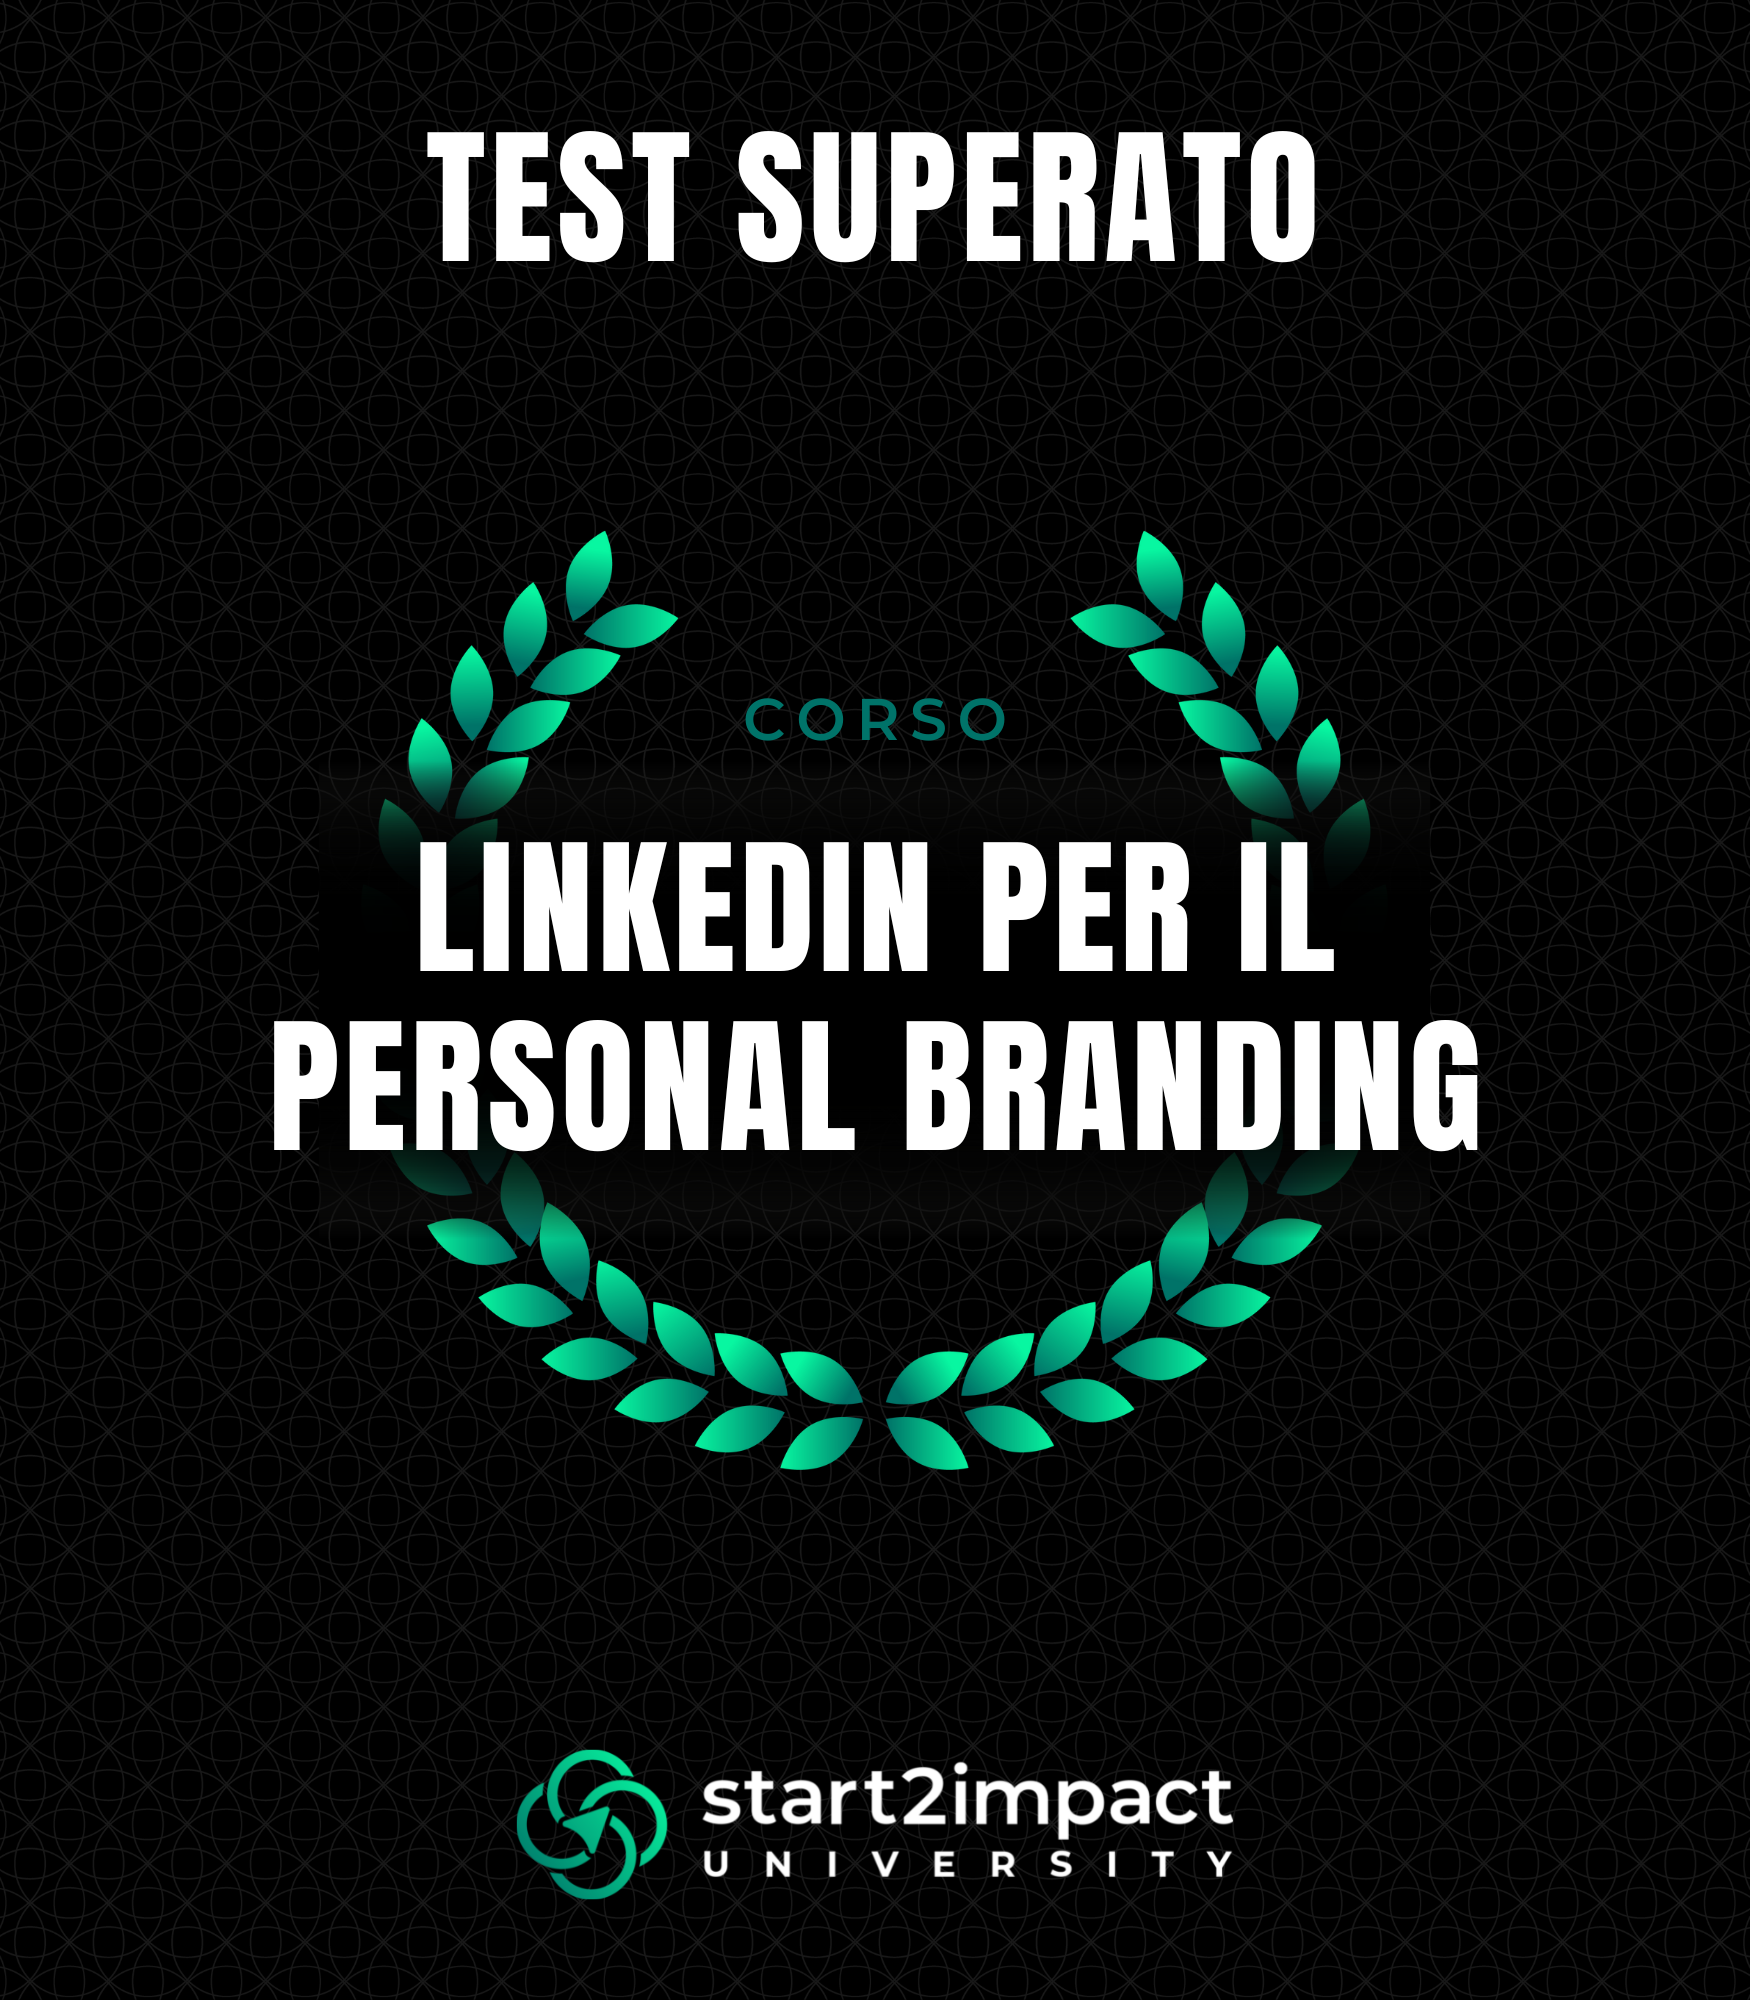 TEST SUPERATO
CORSO
LINKEDIN PER IL
PERSONAL BRANDING
start2impact
UNIVERSITY